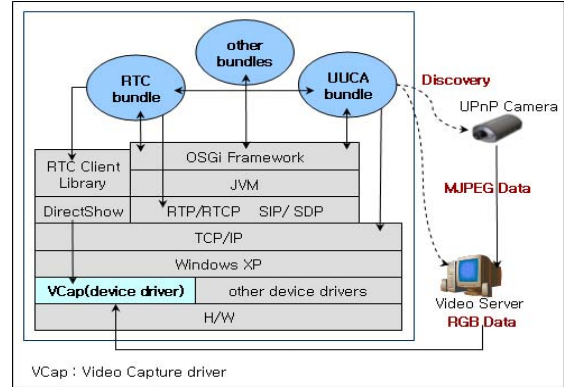 other
bundles
RTC
bundle
UUCA
bundle
Discovery
UPnP Camera
OSGi Framework
RTC Client
Library
JVM
MJPEG Data
DirectShow
RTP/RTCP SIP/ SDP
TCP/IP
Windows XP
VCap(device driver)
other device drivers
Video Server
RGB Data
H/W
VCap : Video Capture driver